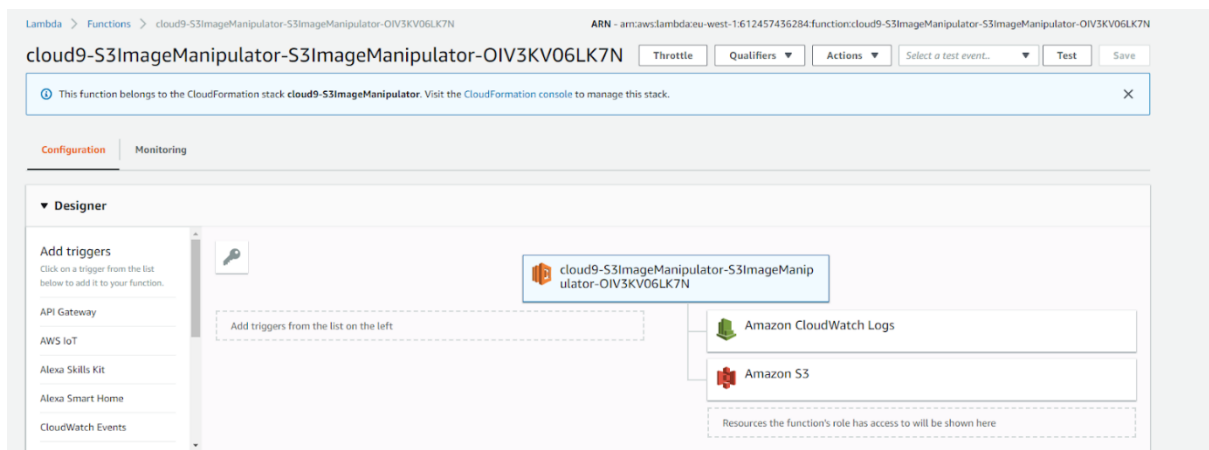 Lambda > Functions > cloud9-S3ImageManipulator-S3ImageManipulator-OIV3KV06LK7N
ARN - arn:aws:lambda:eu-west-1:612457436284:function:cloud9-S3ImageManipulator-S3ImageManipulator-OIV3KV06LK7N
cloud9-S3ImageManipulator-S3ImageManipulator-OIV3KV06LK7N
Throttle
Qualifiers
Actions
Select a test event..
Test
Save
This function belongs to the CloudFormation stack cloud9-S3ImageManipulator. Visit the CloudFormation console to manage this stack.
Configuration
Monitoring
Designer
Add triggers
Click on a trigger from the list
below to add it to your function.
API Gateway
AWS IoT
Alexa Skills Kit
Alexa Smart Home
CloudWatch Events
Add triggers from the list on the left
cloud9-S3ImageManipulator-S3ImageManip
ulator-OIV3KV06LK7N
Amazon CloudWatch Logs
Amazon S3
Resources the function's role has access to will be shown here